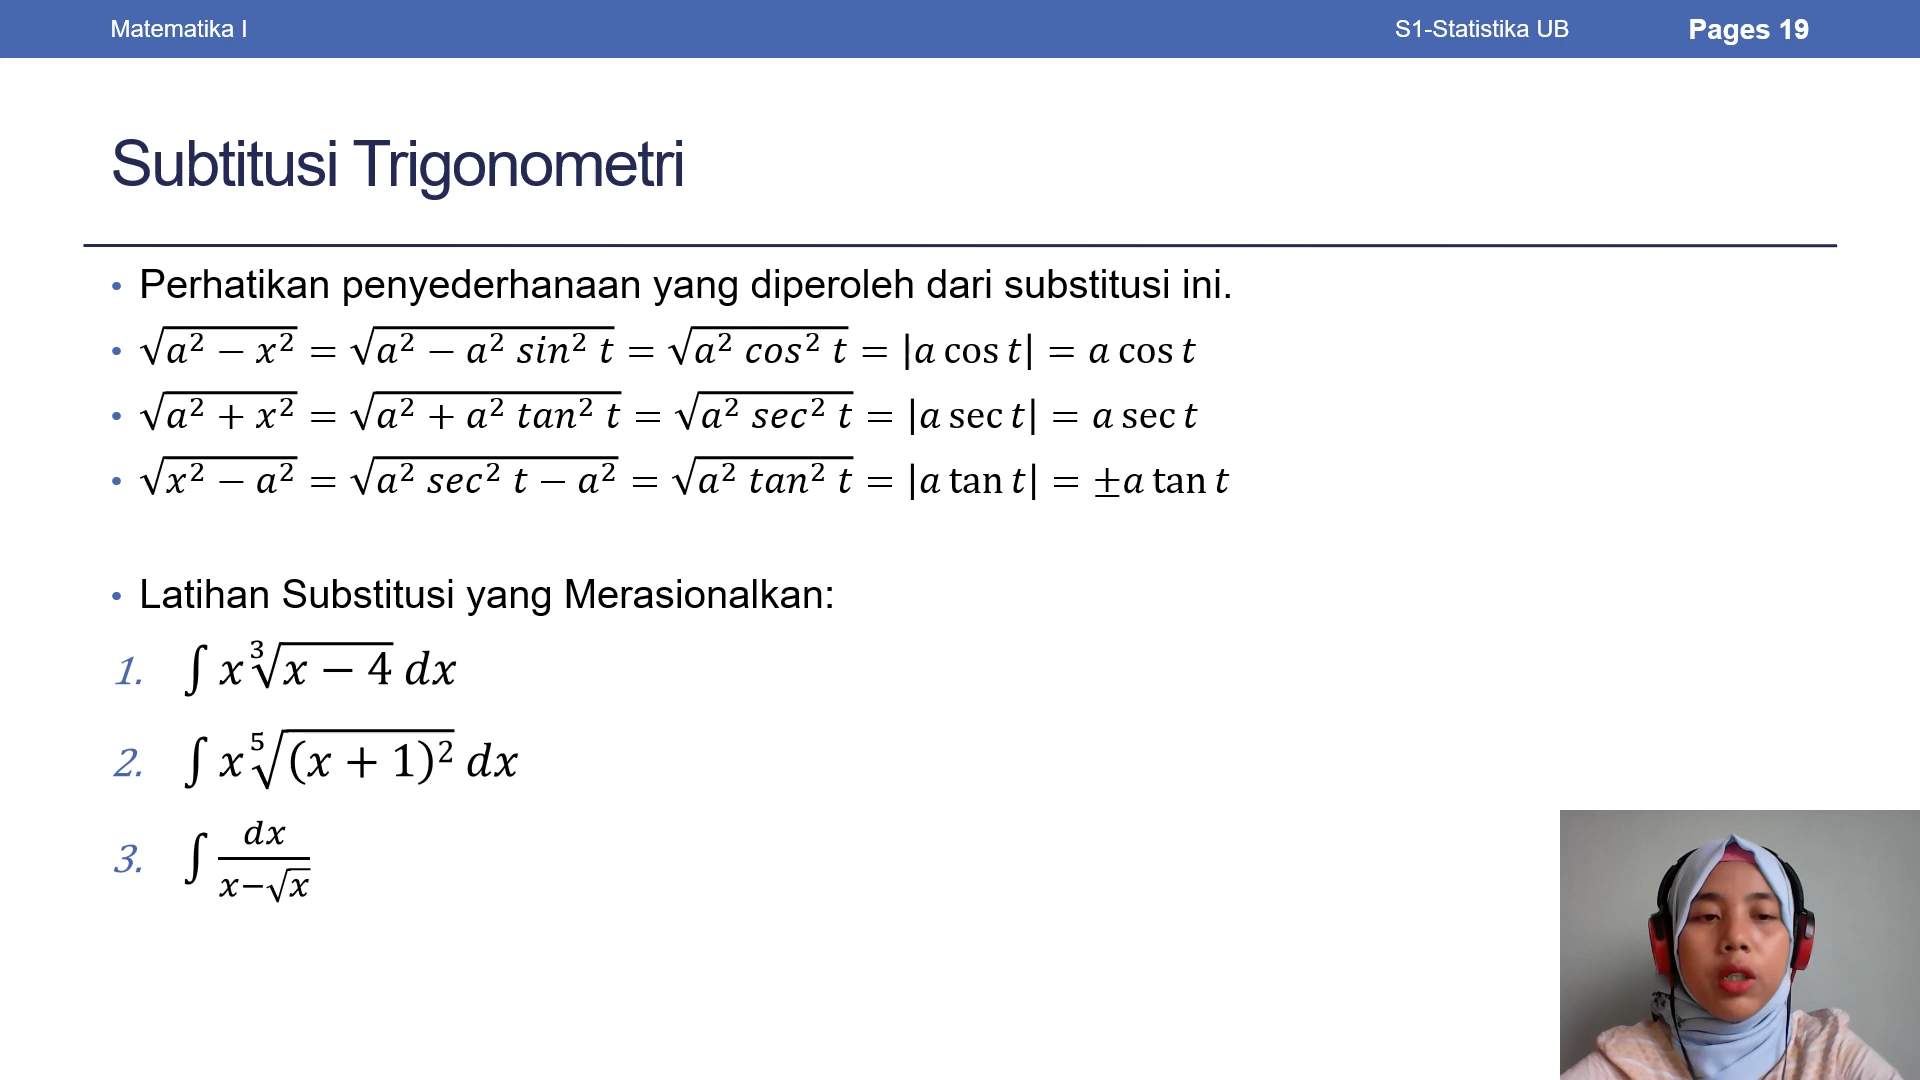 Matematika I
S1-Statistika UB
Pages 19
Subtitusi Trigonometri
• Perhatikan penyederhanaan yang diperoleh dari substitusi ini.
• √(a² − x²) = √(a² − a² sin² t) = √(a² cos² t) = |a cos t| = a cos t
• √(a² + x²) = √(a² + a² tan² t) = √(a² sec² t) = |a sec t| = a sec t
• √(x² − a²) = √(a² sec² t − a²) = √(a² tan² t) = |a tan t| = ±a tan t
• Latihan Substitusi yang Merasionalkan:
1. ∫ x ∛(x − 4) dx
2. ∫ x ⁵√((x + 1)²) dx
3. ∫ dx/(x−√x)